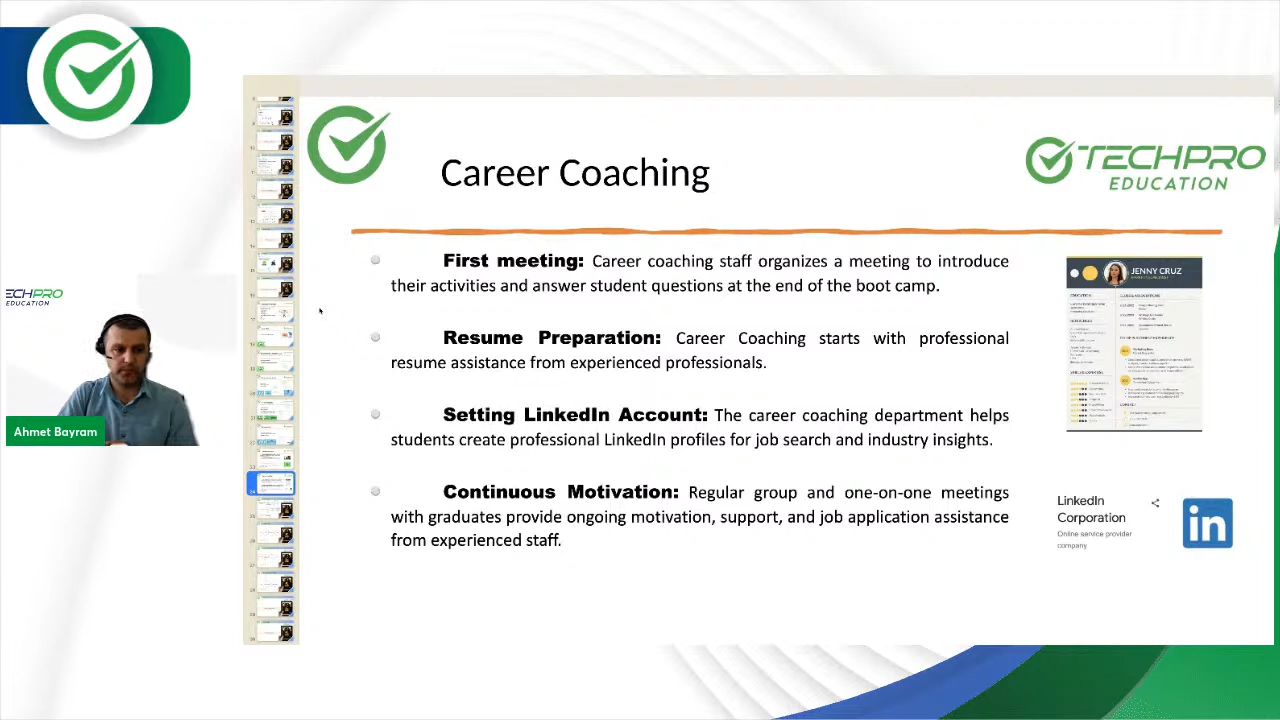 Career Coaching
TECHPRO
EDUCATION
First meeting: Career coaching staff organizes a meeting to introduce
their activities and answer student questions at the end of the boot camp.
Resume Preparation: Career Coaching starts with professional
resume assistance from experienced professionals.
Setting LinkedIn Account: The career coaching department helps
students create professional LinkedIn profiles for job search and industry insights.
Continuous Motivation: Regular group and one-on-one meetings
with graduates provide ongoing motivation, support, and job application assistance
from experienced staff.
JENNY CRUZ
LinkedIn
Corporation
Online service provider
company
in
ECHPRO
EDUCATION
Ahmet Bayram